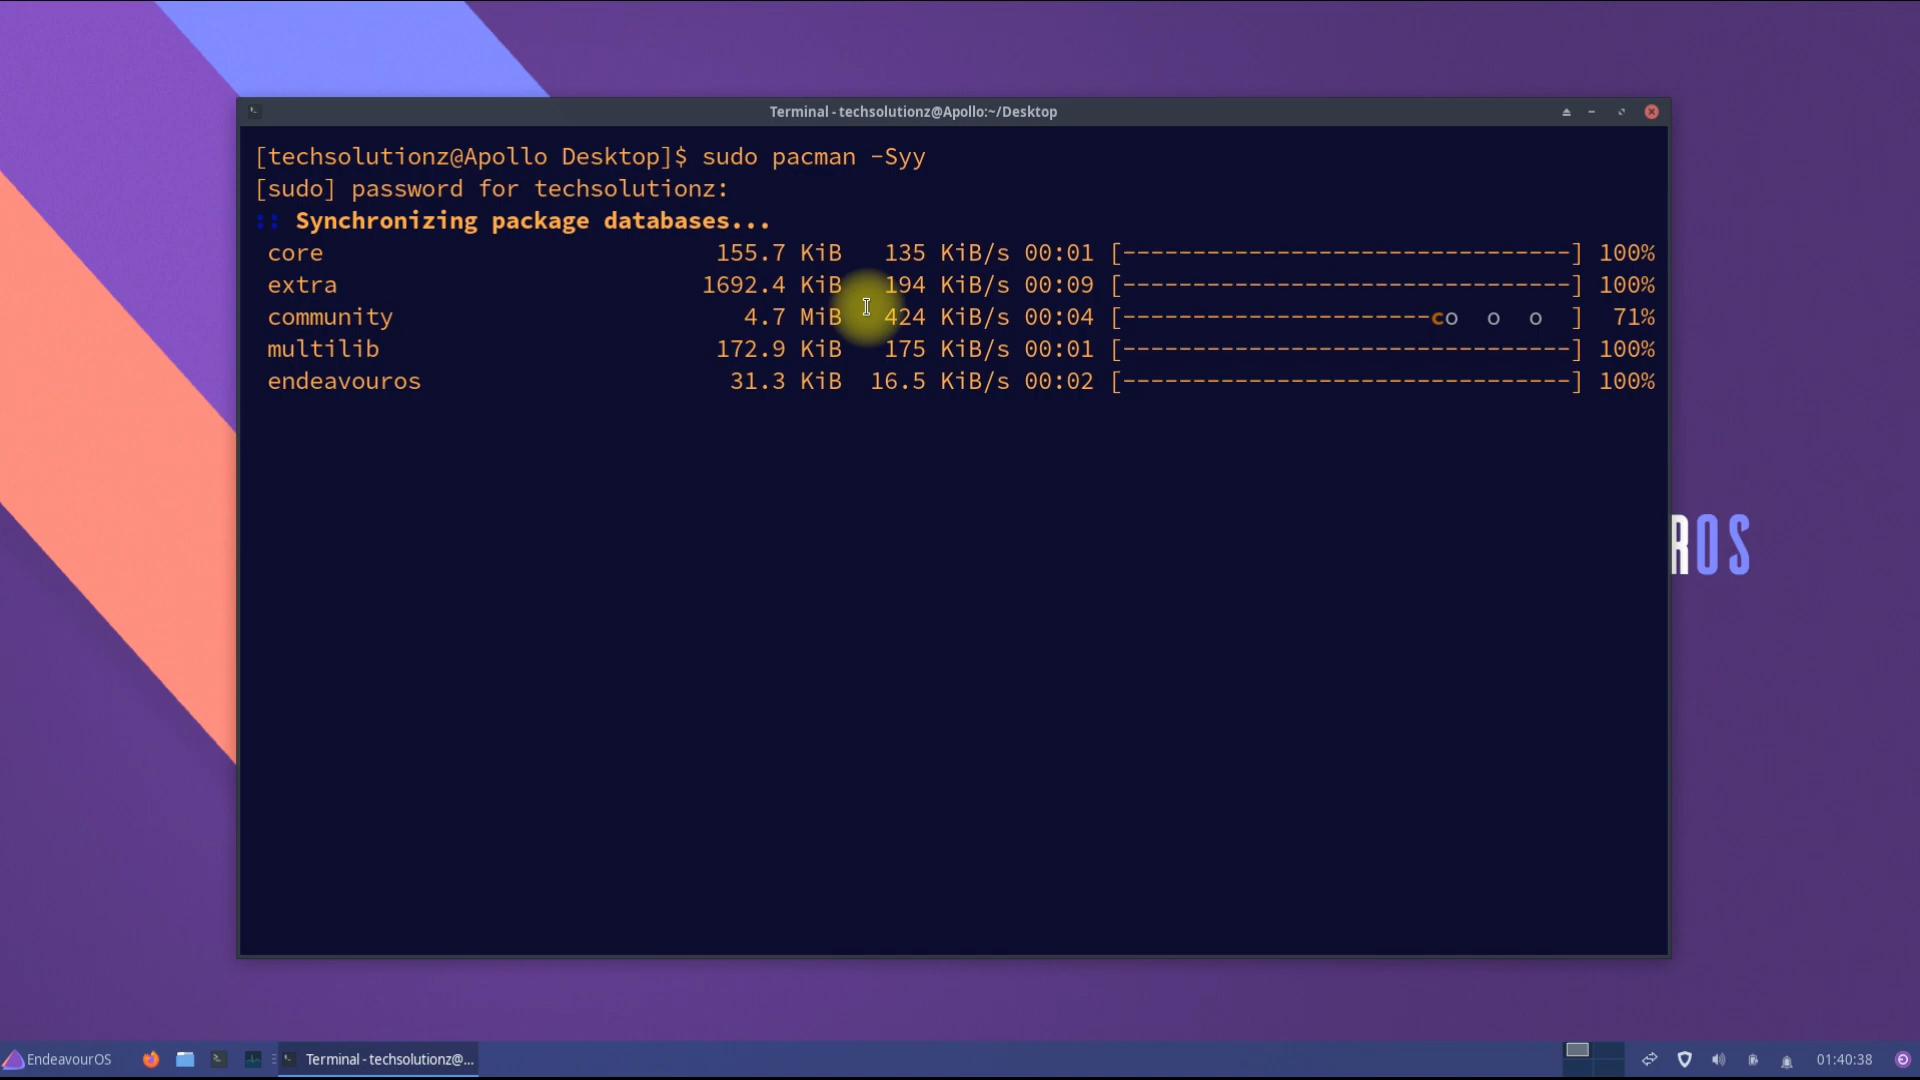 Terminal - techsolutionz@Apollo:~/Desktop
[techsolutionz@Apollo Desktop]$ sudo pacman -Syy
[sudo] password for techsolutionz:
:: Synchronizing package databases...
core 155.7 KiB 135 KiB/s 00:01 [--------------------------------] 100%
extra 1692.4 KiB 194 KiB/s 00:09 [--------------------------------] 100%
community 4.7 MiB 424 KiB/s 00:04 [----------------------co  o  o  ] 71%
multilib 172.9 KiB 175 KiB/s 00:01 [--------------------------------] 100%
endeavouros 31.3 KiB 16.5 KiB/s 00:02 [--------------------------------] 100%
ROS
EndeavourOS Terminal - techsolutionz@... 01:40:38